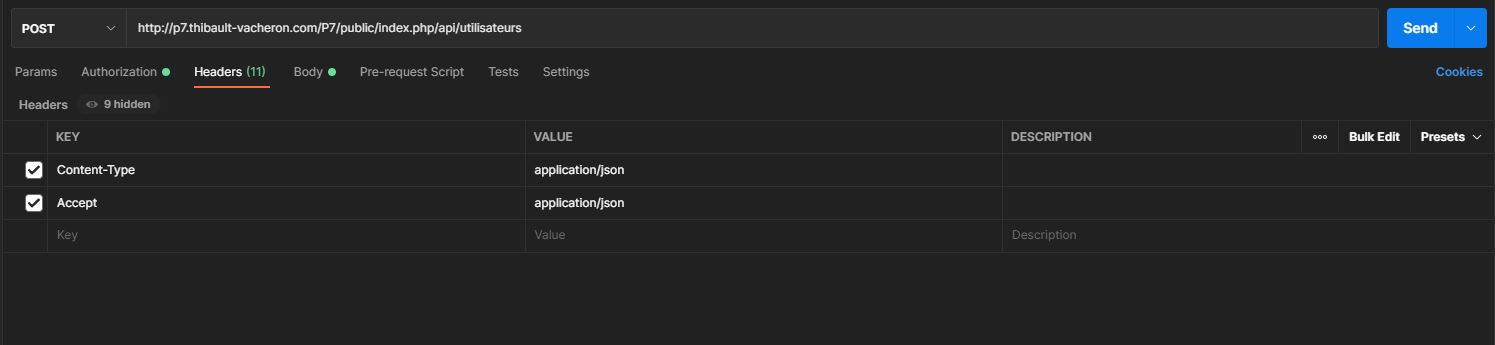 POST http://p7.thibault-vacheron.com/P7/public/index.php/api/utilisateurs Send
Params Authorization Headers (11) Body Pre-request Script Tests Settings Cookies
Headers 9 hidden
KEY VALUE DESCRIPTION Bulk Edit Presets
Content-Type application/json
Accept application/json
Key Value Description